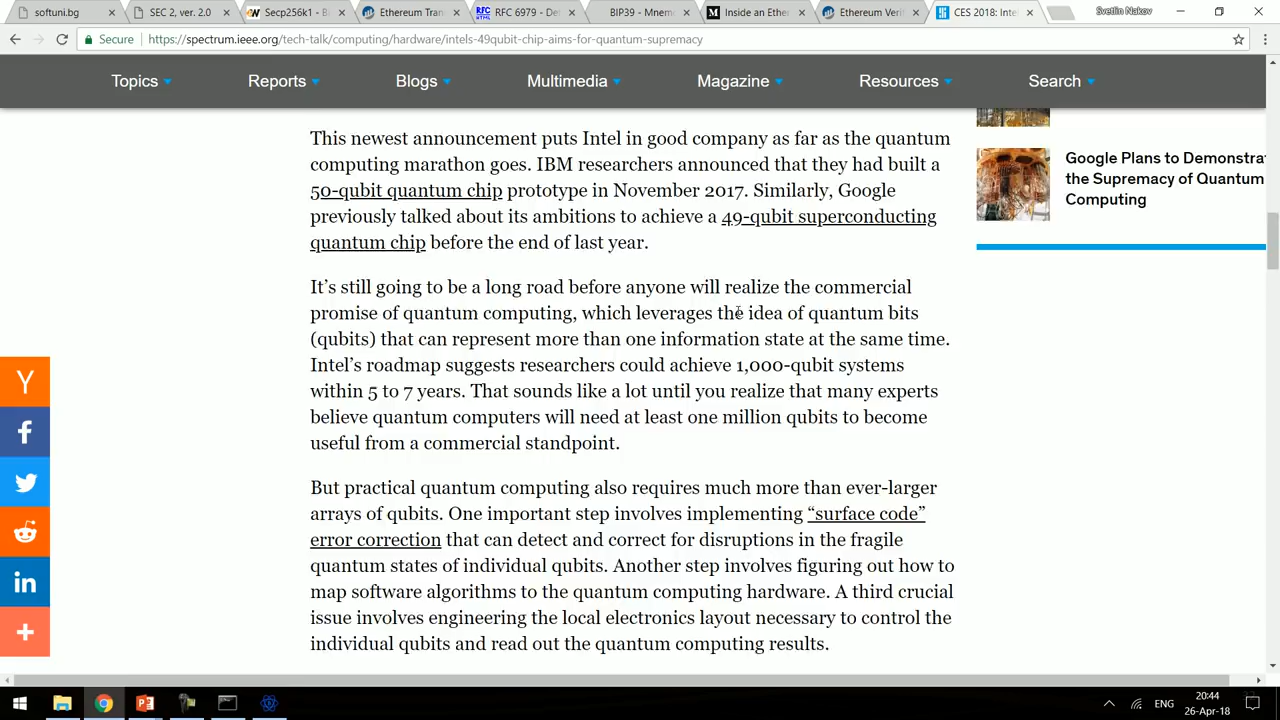 softuni.bg
SEC 2, ver. 2.0
Secp256k1 - Bi
Ethereum Tran
RFC 6979 - De
BIP39 - Mnem
Inside an Ethe
Ethereum Verif
CES 2018: Inte
Svetlin Nakov
Secure
https://spectrum.ieee.org/tech-talk/computing/hardware/intels-49qubit-chip-aims-for-quantum-supremacy
Topics
Reports
Blogs
Multimedia
Magazine
Resources
Search
This newest announcement puts Intel in good company as far as the quantum
computing marathon goes. IBM researchers announced that they had built a
50-qubit quantum chip prototype in November 2017. Similarly, Google
previously talked about its ambitions to achieve a 49-qubit superconducting
quantum chip before the end of last year.
It’s still going to be a long road before anyone will realize the commercial
promise of quantum computing, which leverages the idea of quantum bits
(qubits) that can represent more than one information state at the same time.
Intel’s roadmap suggests researchers could achieve 1,000-qubit systems
within 5 to 7 years. That sounds like a lot until you realize that many experts
believe quantum computers will need at least one million qubits to become
useful from a commercial standpoint.
But practical quantum computing also requires much more than ever-larger
arrays of qubits. One important step involves implementing “surface code”
error correction that can detect and correct for disruptions in the fragile
quantum states of individual qubits. Another step involves figuring out how to
map software algorithms to the quantum computing hardware. A third crucial
issue involves engineering the local electronics layout necessary to control the
individual qubits and read out the quantum computing results.
Google Plans to Demonstra
the Supremacy of Quantum
Computing
ENG
20:44
26-Apr-18